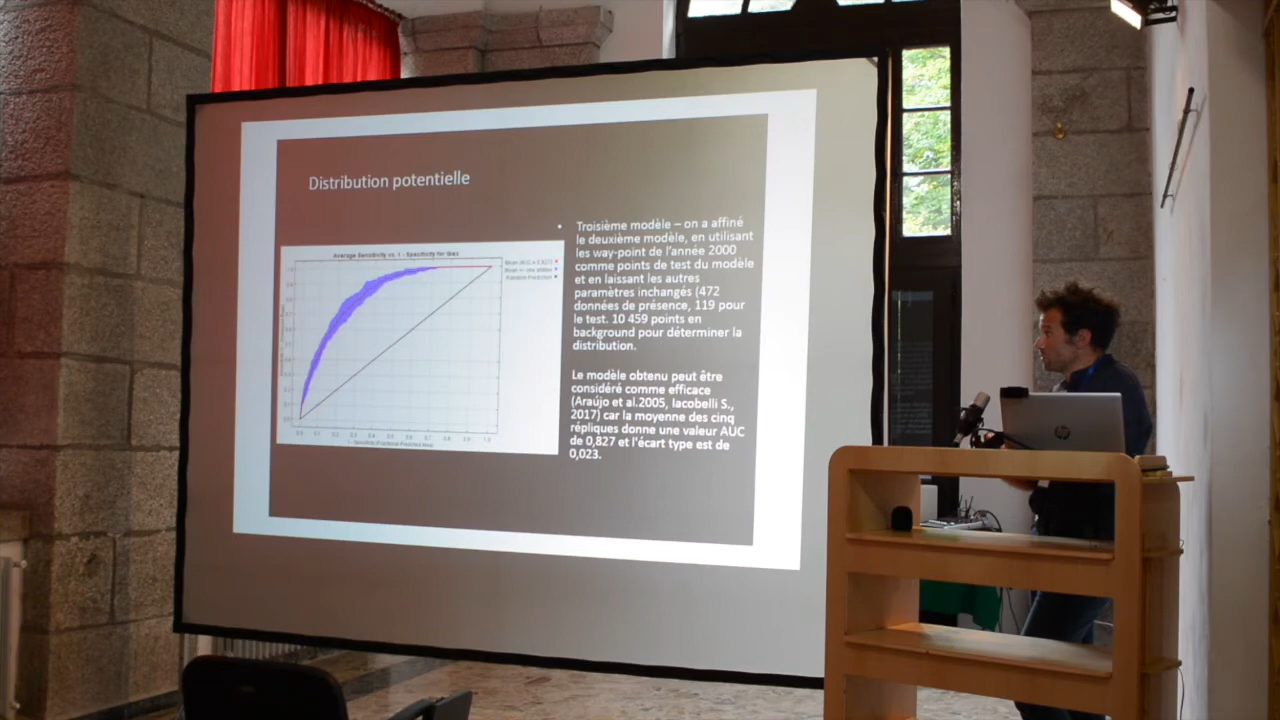 Distribution potentielle
Average Sensitivity vs. 1 - Specificity for
Random Prediction
• Troisième modèle – on a affiné
le deuxième modèle, en utilisant
les way-point de l'année 2000
comme points de test du modèle
et en laissant les autres
paramètres inchangés (472
données de présence, 119 pour
le test. 10 459 points en
background pour déterminer la
distribution.
Le modèle obtenu peut être
considéré comme efficace
(Araújo et al.2005, Iacobelli S.,
2017) car la moyenne des cinq
répliques donne une valeur AUC
de 0,827 et l'écart type est de
0,023.
hp